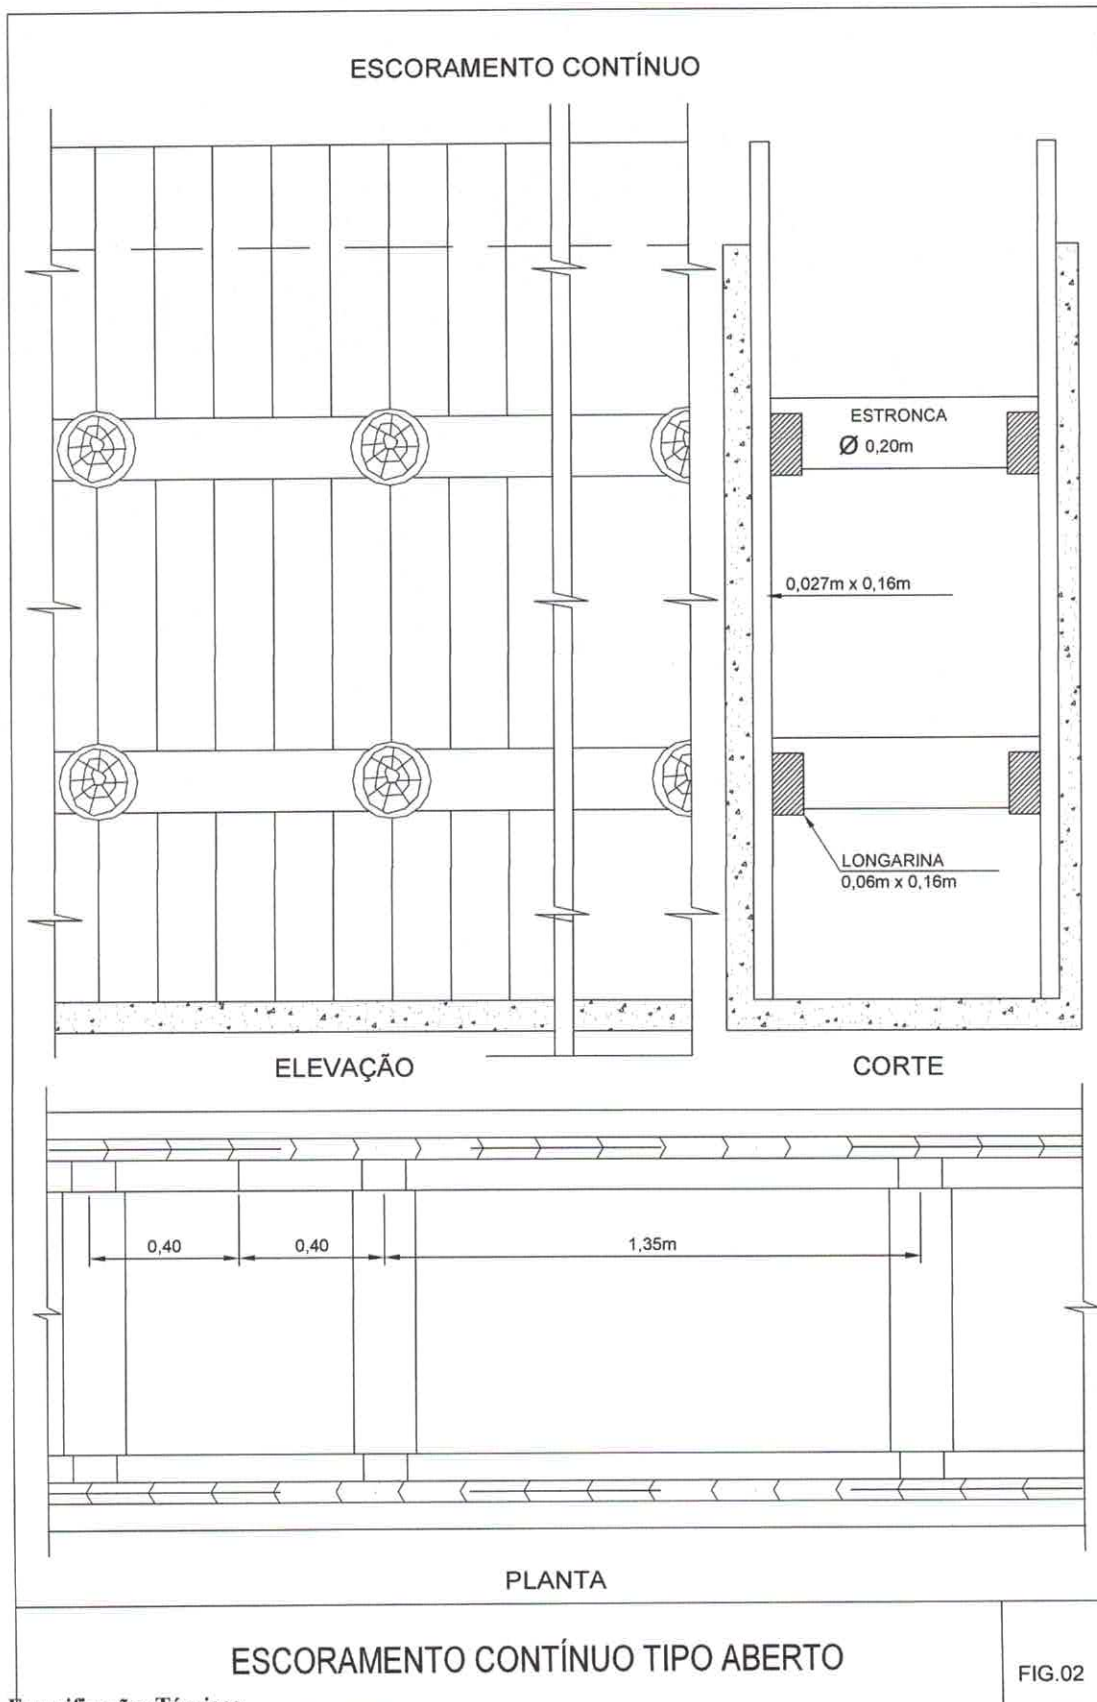 ESCORAMENTO CONTÍNUO
ESTRONCA
Ø 0,20m
0,027m x 0,16m
LONGARINA
0,06m x 0,16m
ELEVAÇÃO
CORTE
0,40
0,40
1,35m
PLANTA
ESCORAMENTO CONTÍNUO TIPO ABERTO
FIG.02